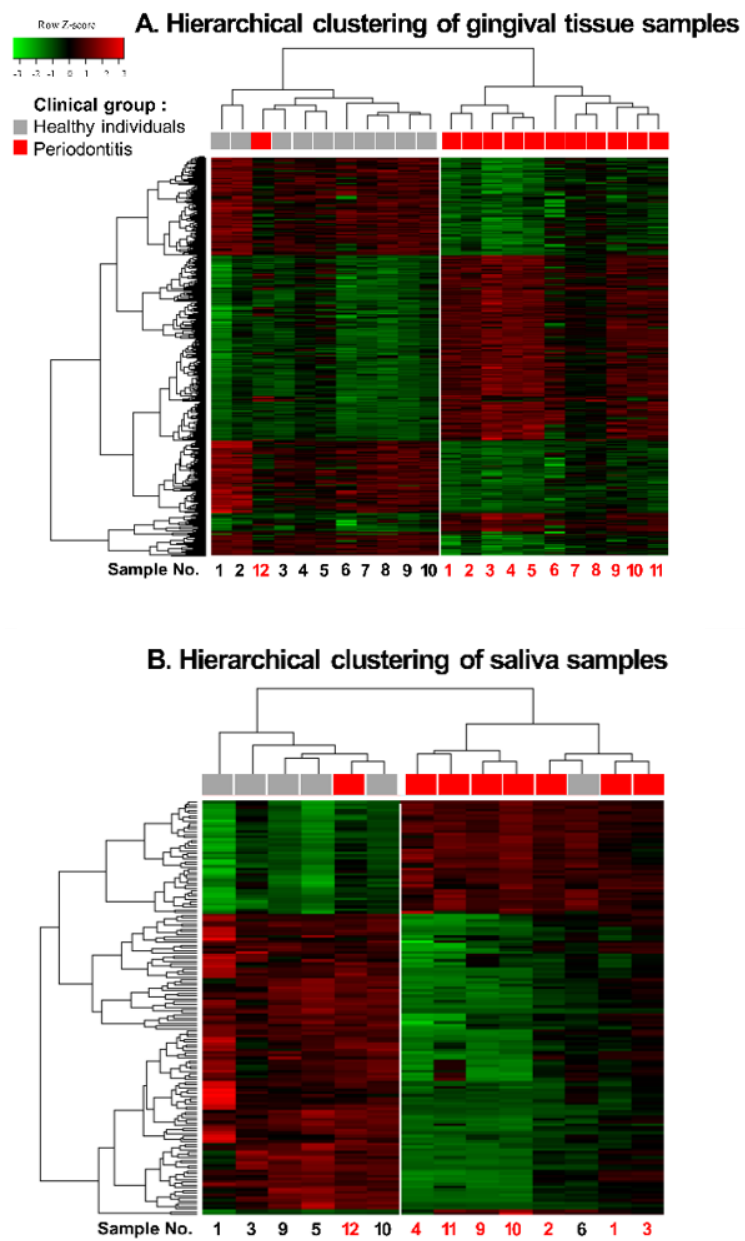 A. Hierarchical clustering of gingival tissue samples
Row Z-score
-3 -2 -1 0 1 2 3
Clinical group :
Healthy individuals
Periodontitis
Sample No. 1 2 12 3 4 5 6 7 8 9 10 1 2 3 4 5 6 7 8 9 10 11
B. Hierarchical clustering of saliva samples
Sample No. 1 3 9 5 12 10 4 11 9 10 2 6 1 3